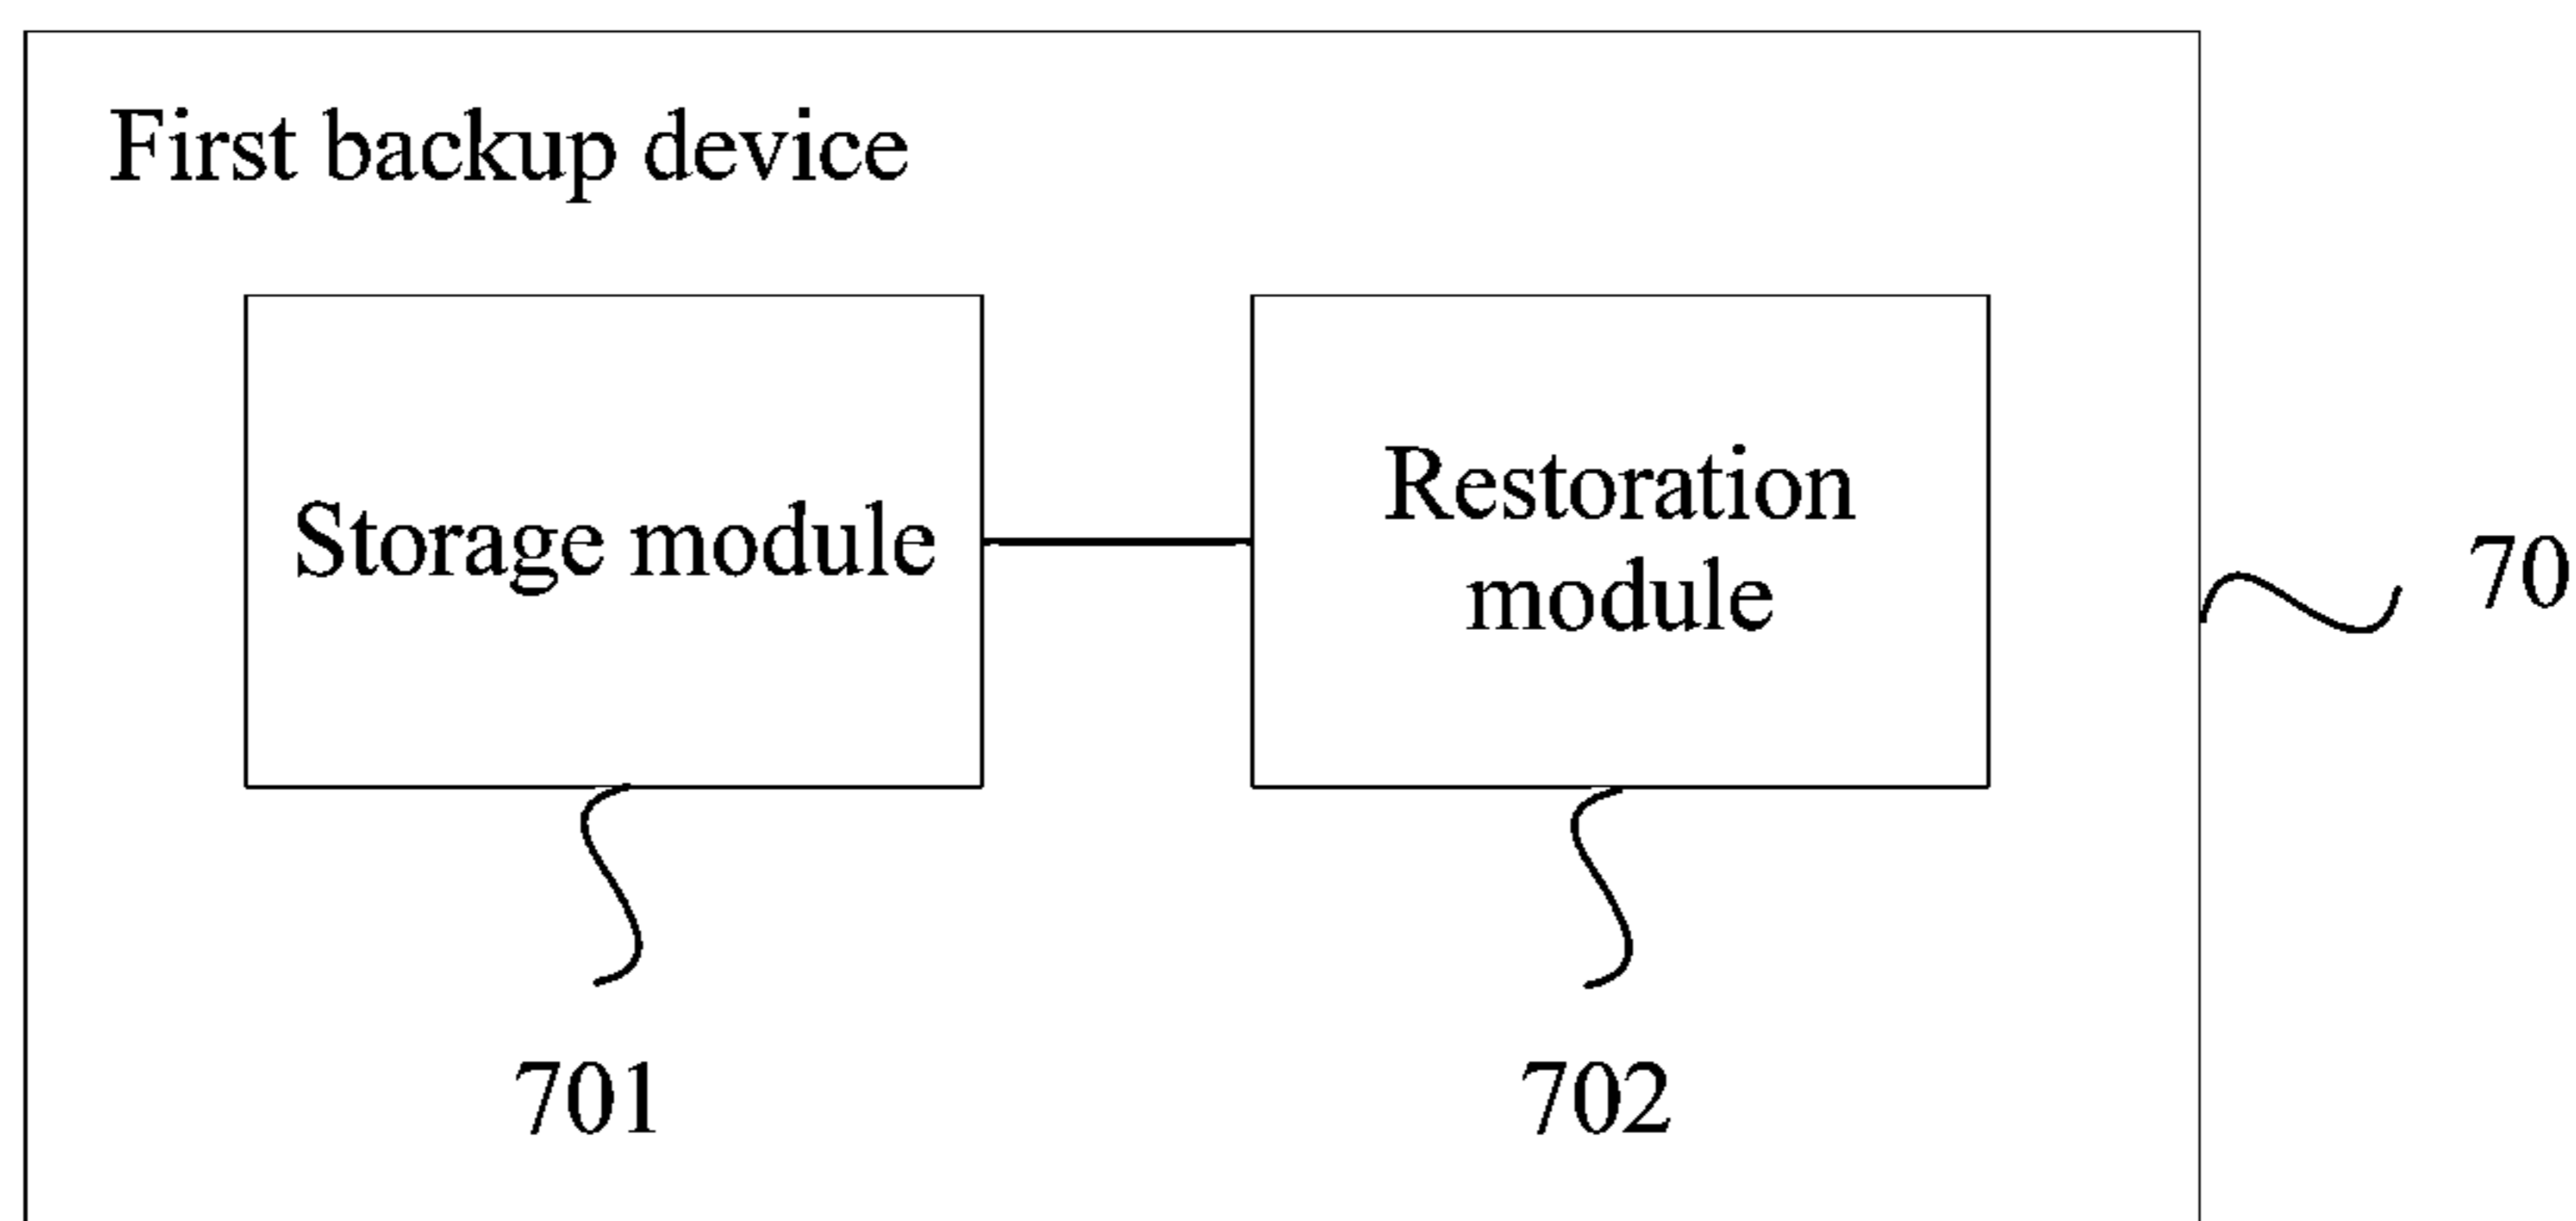 First backup device
Storage module
Restoration
module
70
701
702